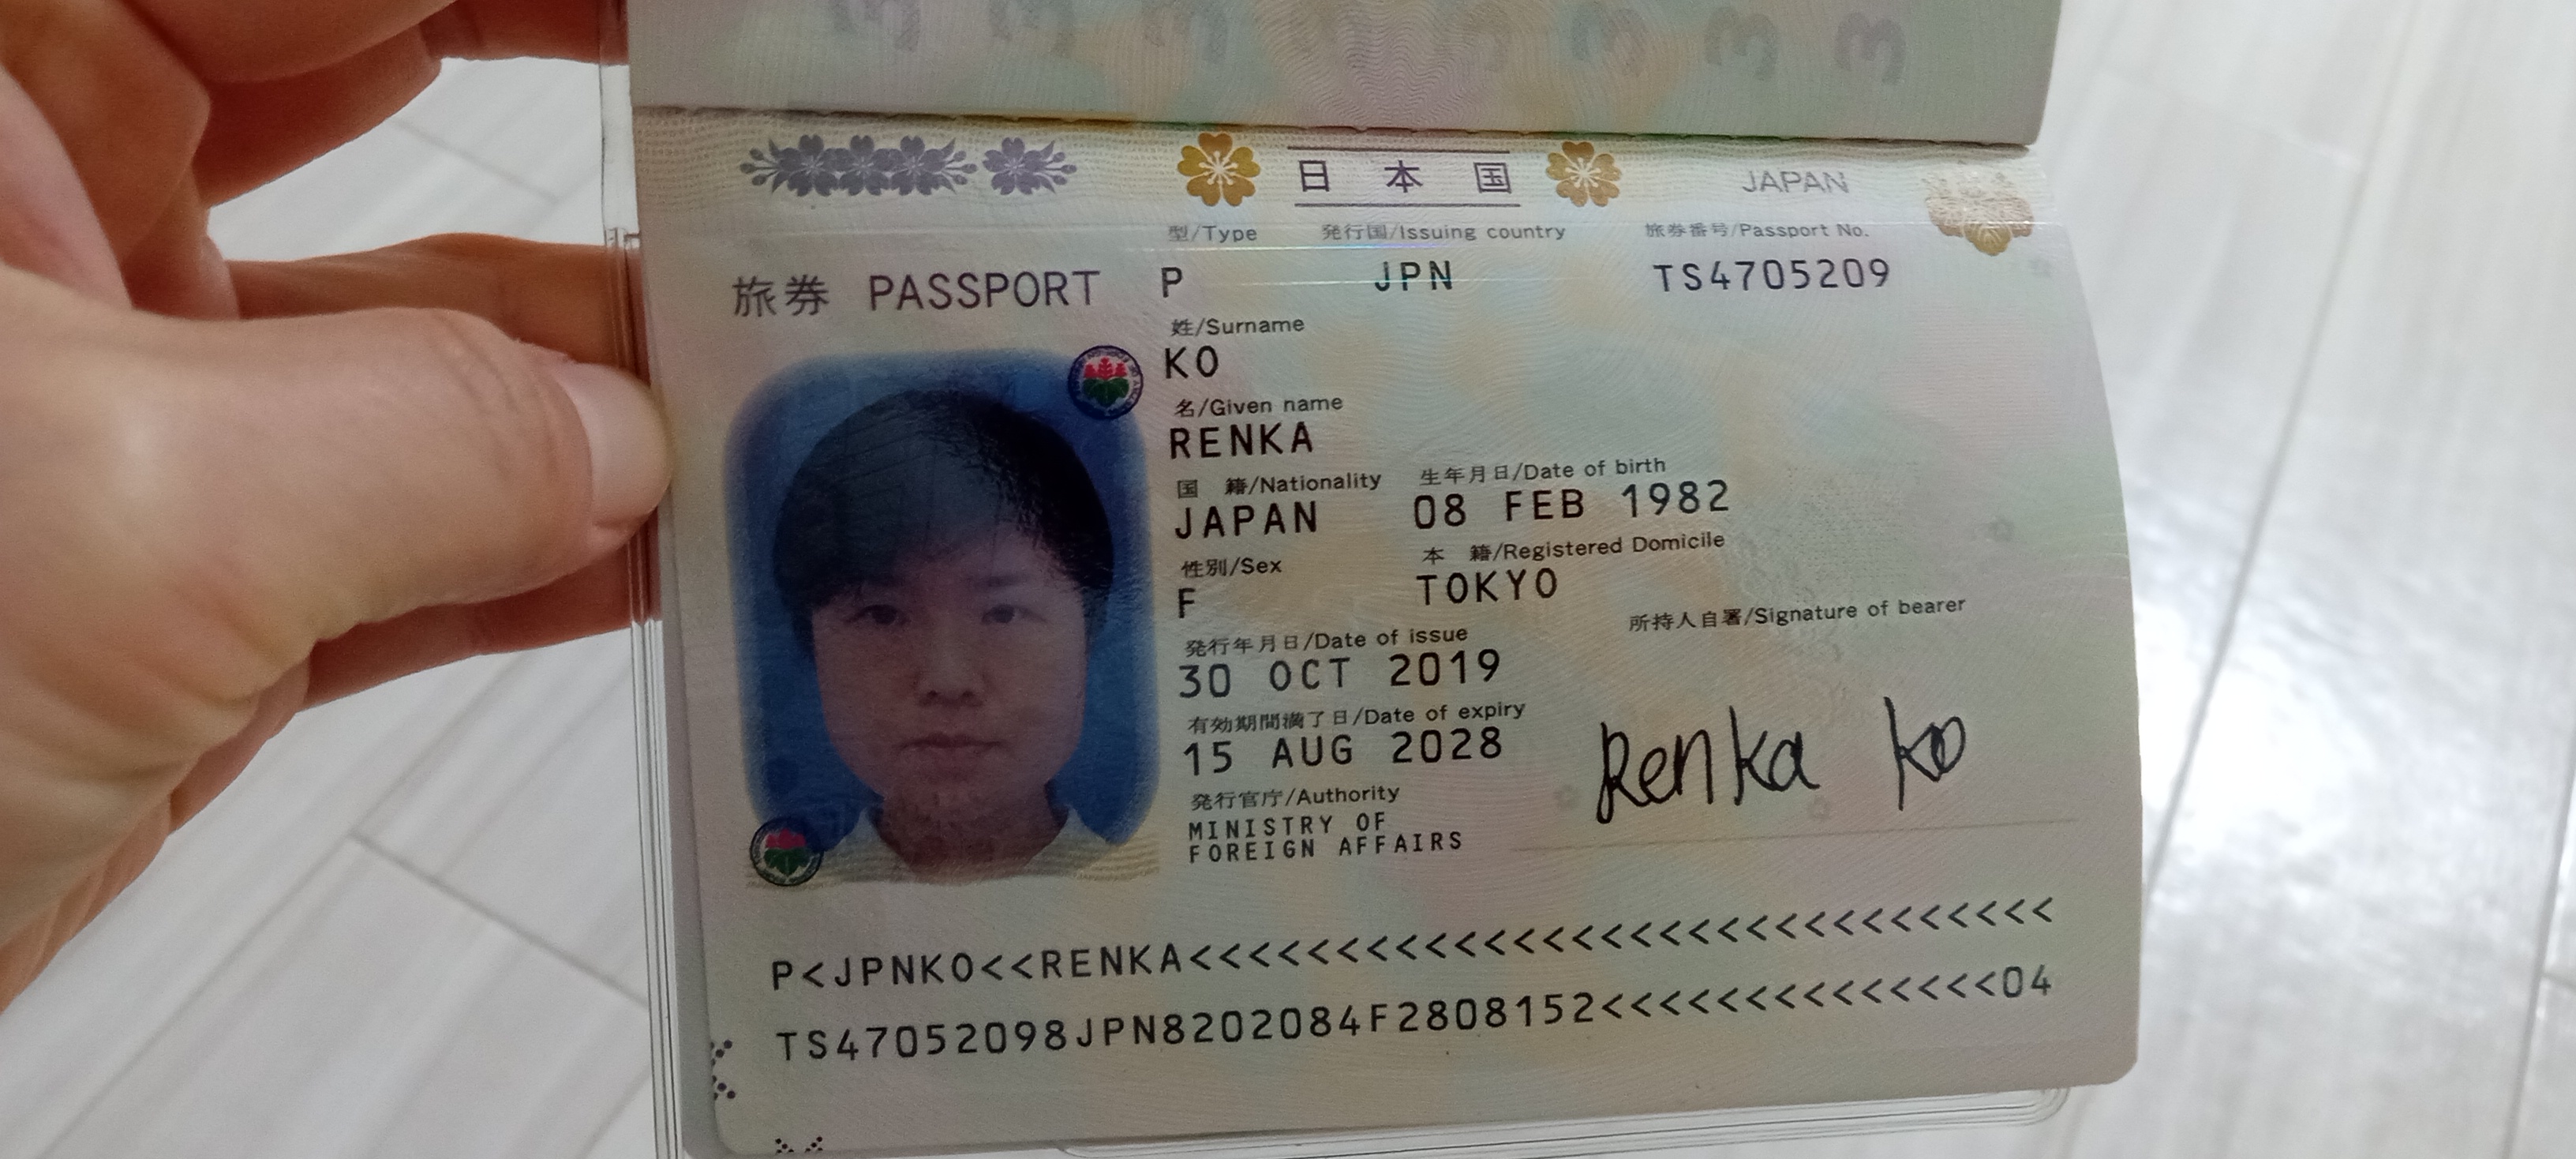 日 本 国
JAPAN
型/Type 発行国/Issuing country 旅券番号/Passport No.
旅券 PASSPORT P JPN TS4705209
姓/Surname
KO
名/Given name
RENKA
国 籍/Nationality 生年月日/Date of birth
JAPAN 08 FEB 1982
性別/Sex 本 籍/Registered Domicile
F TOKYO
発行年月日/Date of issue 所持人自署/Signature of bearer
30 OCT 2019
有効期間満了日/Date of expiry
15 AUG 2028
Renka Ko
発行官庁/Authority
MINISTRY OF
FOREIGN AFFAIRS
P<JPNKO<<RENKA<<<<<<<<<<<<<<<<<<<<<<<<<<<<<<
TS47052098JPN8202084F2808152<<<<<<<<<<<<<<04